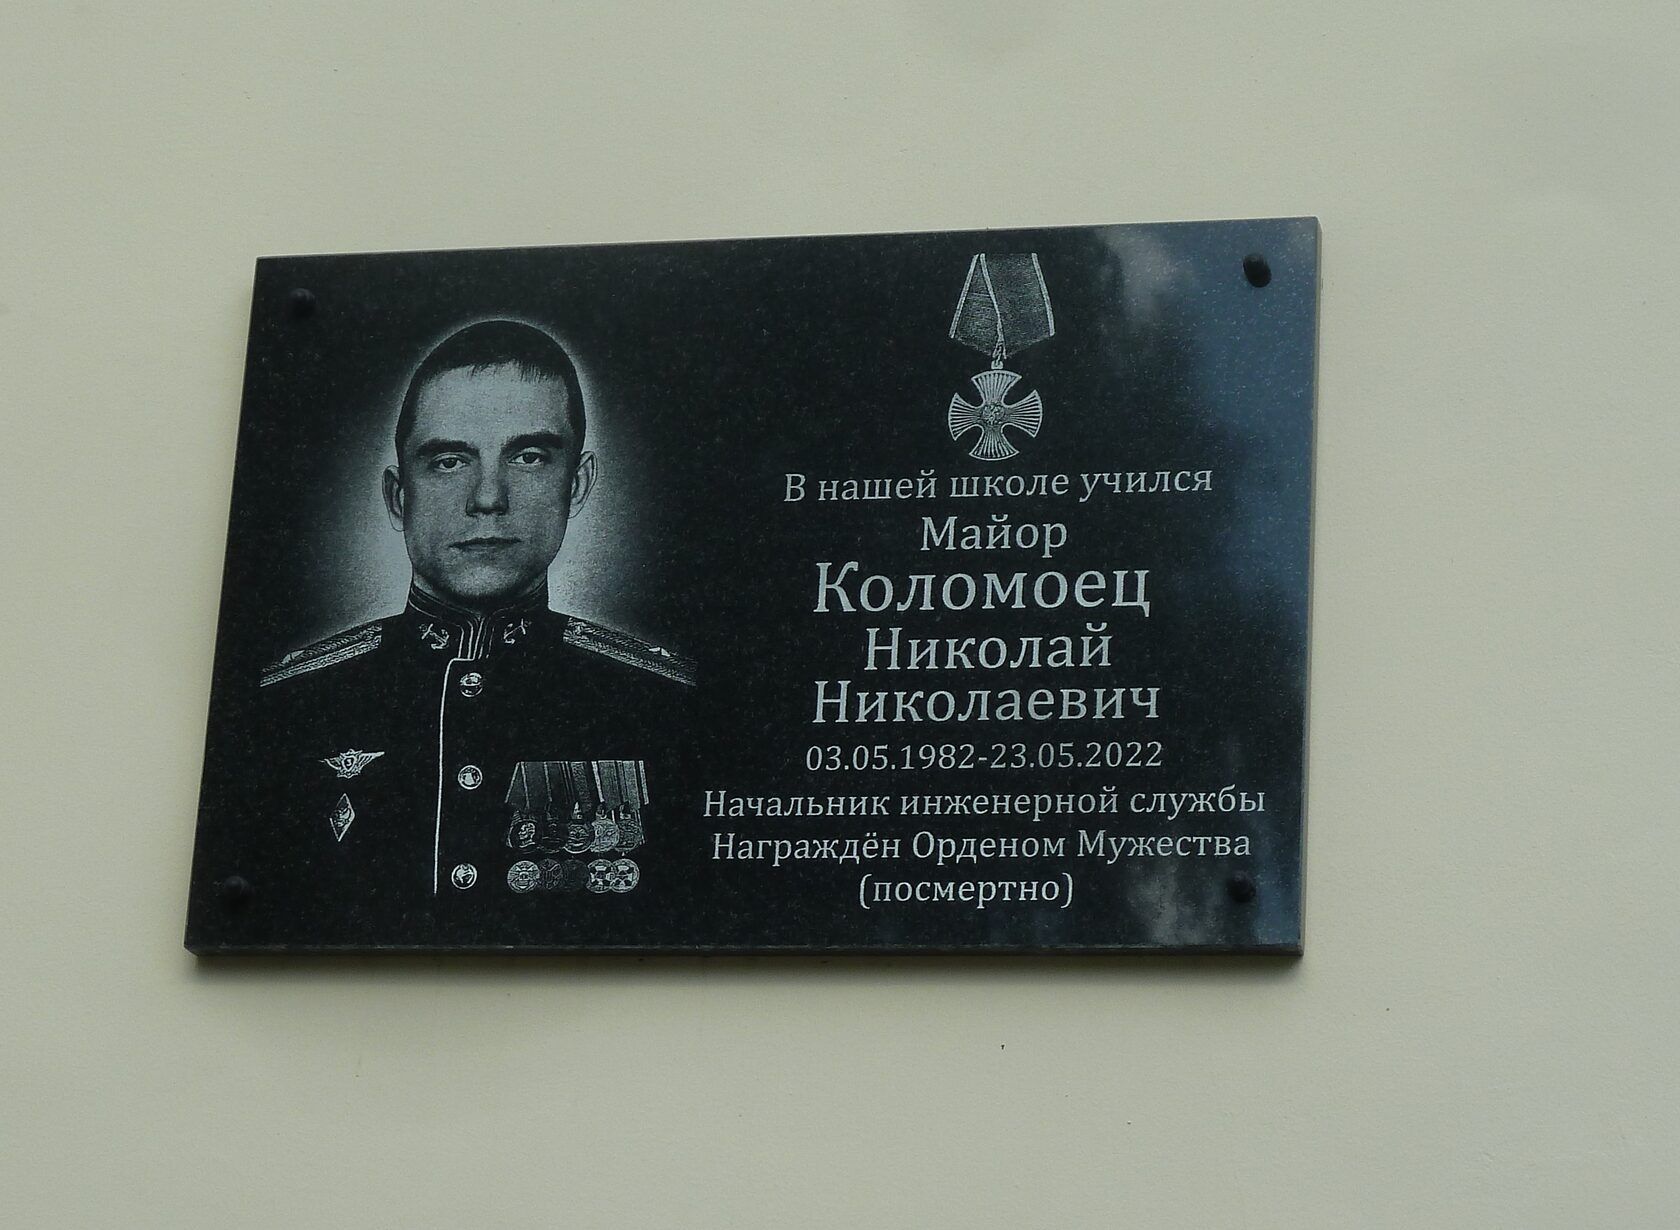 В нашей школе учился
Майор
Коломоец
Николай
Николаевич
03.05.1982-23.05.2022
Начальник инженерной службы
Награждён Орденом Мужества
(посмертно)
3